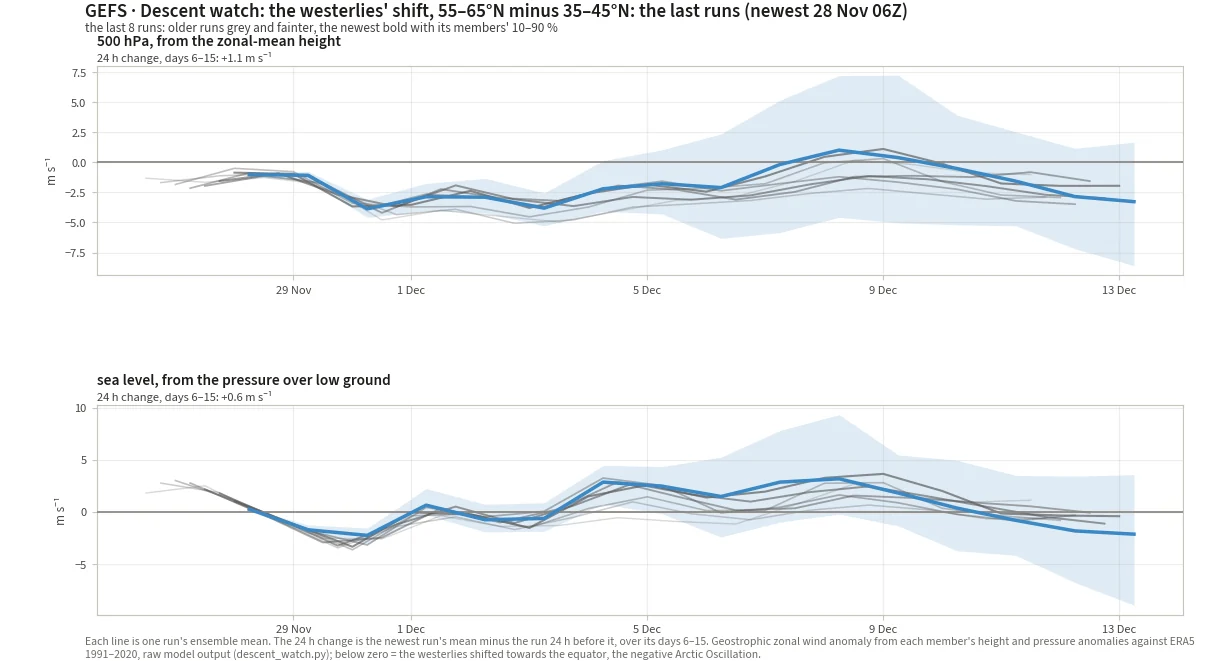 GEFS · Descent watch: the westerlies' shift, 55–65°N minus 35–45°N: the last runs (newest 28 Nov 06Z)
the last 8 runs: older runs grey and fainter, the newest bold with its members' 10–90 %
500 hPa, from the zonal-mean height
24 h change, days 6–15: +1.1 m s⁻¹
7.5
5.0
2.5
0.0
−2.5
−5.0
−7.5
m s⁻¹
29 Nov
1 Dec
5 Dec
9 Dec
13 Dec
sea level, from the pressure over low ground
24 h change, days 6–15: +0.6 m s⁻¹
10
5
0
−5
m s⁻¹
29 Nov
1 Dec
5 Dec
9 Dec
13 Dec
Each line is one run's ensemble mean. The 24 h change is the newest run's mean minus the run 24 h before it, over its days 6–15. Geostrophic zonal wind anomaly from each member's height and pressure anomalies against ERA5
1991–2020, raw model output (descent_watch.py); below zero = the westerlies shifted towards the equator, the negative Arctic Oscillation.